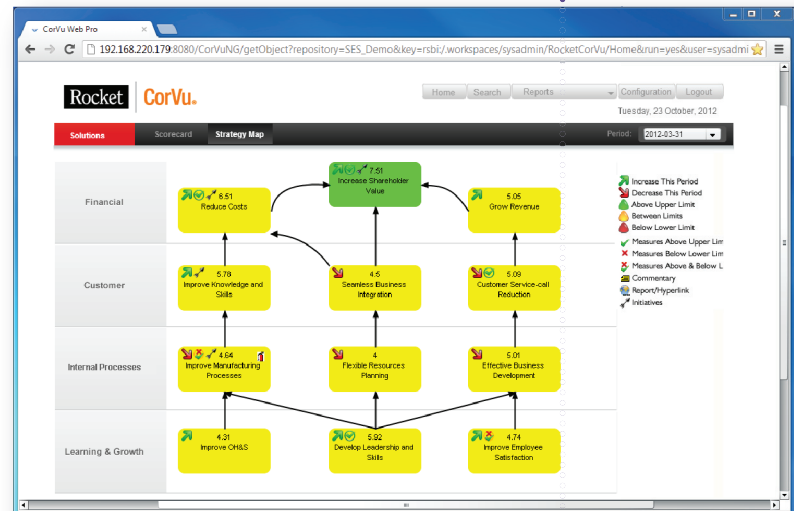 CorVu Web Pro
192.168.220.179:8080/CorVuNG/getObject?repository=SES_Demo&key=rsbi:/.workspaces/sysadmin/RocketCorVu/Home&run=yes&user=sysadmi
Rocket CorVu.
Home Search Reports Configuration Logout
Tuesday, 23 October, 2012
Solutions Scorecard Strategy Map Period: 2012-03-31
Financial
7.51
Increase Shareholder
Value
6.51
Reduce Costs
5.05
Grow Revenue
Customer
5.78
Improve Knowledge and
Skills
4.5
Seamless Business
Integration
5.09
Customer Service-call
Reduction
Internal Processes
4.64
Improve Manufacturing
Processes
4
Flexible Resources
Planning
5.01
Effective Business
Development
Learning & Growth
4.31
Improve OH&S
5.92
Develop Leadership and
Skills
4.74
Improve Employee
Satisfaction
Increase This Period
Decrease This Period
Above Upper Limit
Between Limits
Below Lower Limit
Measures Above Upper Lim
Measures Below Lower Lim
Measures Above & Below L
Commentary
Report/Hyperlink
Initiatives